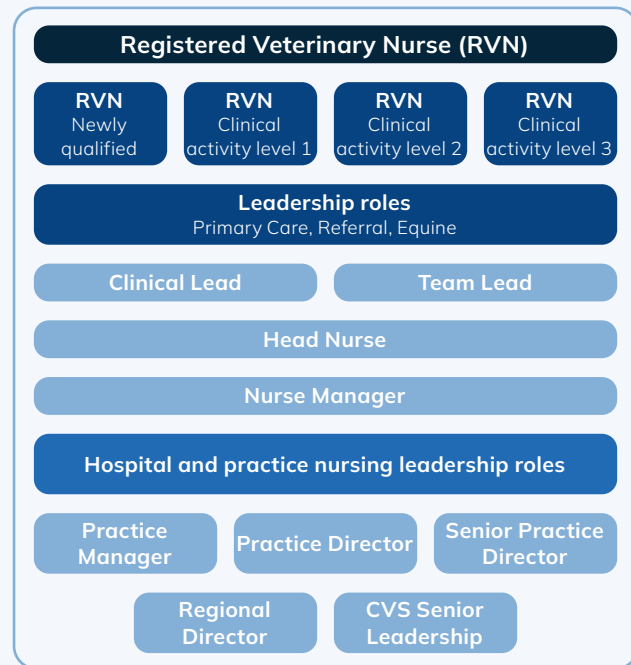 Registered Veterinary Nurse (RVN)
RVN
Newly
qualified
RVN
Clinical
activity level 1
RVN
Clinical
activity level 2
RVN
Clinical
activity level 3
Leadership roles
Primary Care, Referral, Equine
Clinical Lead
Team Lead
Head Nurse
Nurse Manager
Hospital and practice nursing leadership roles
Practice
Manager
Practice Director
Senior Practice
Director
Regional
Director
CVS Senior
Leadership